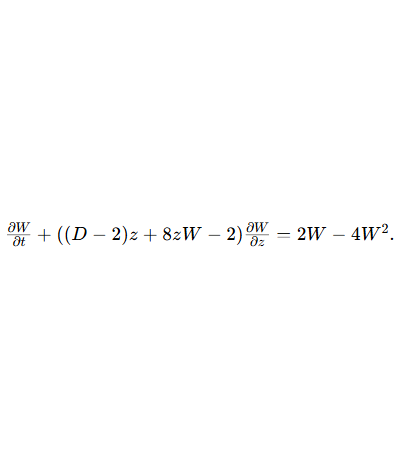 ∂W/∂t + ((D − 2)z + 8zW − 2) ∂W/∂z = 2W − 4W².